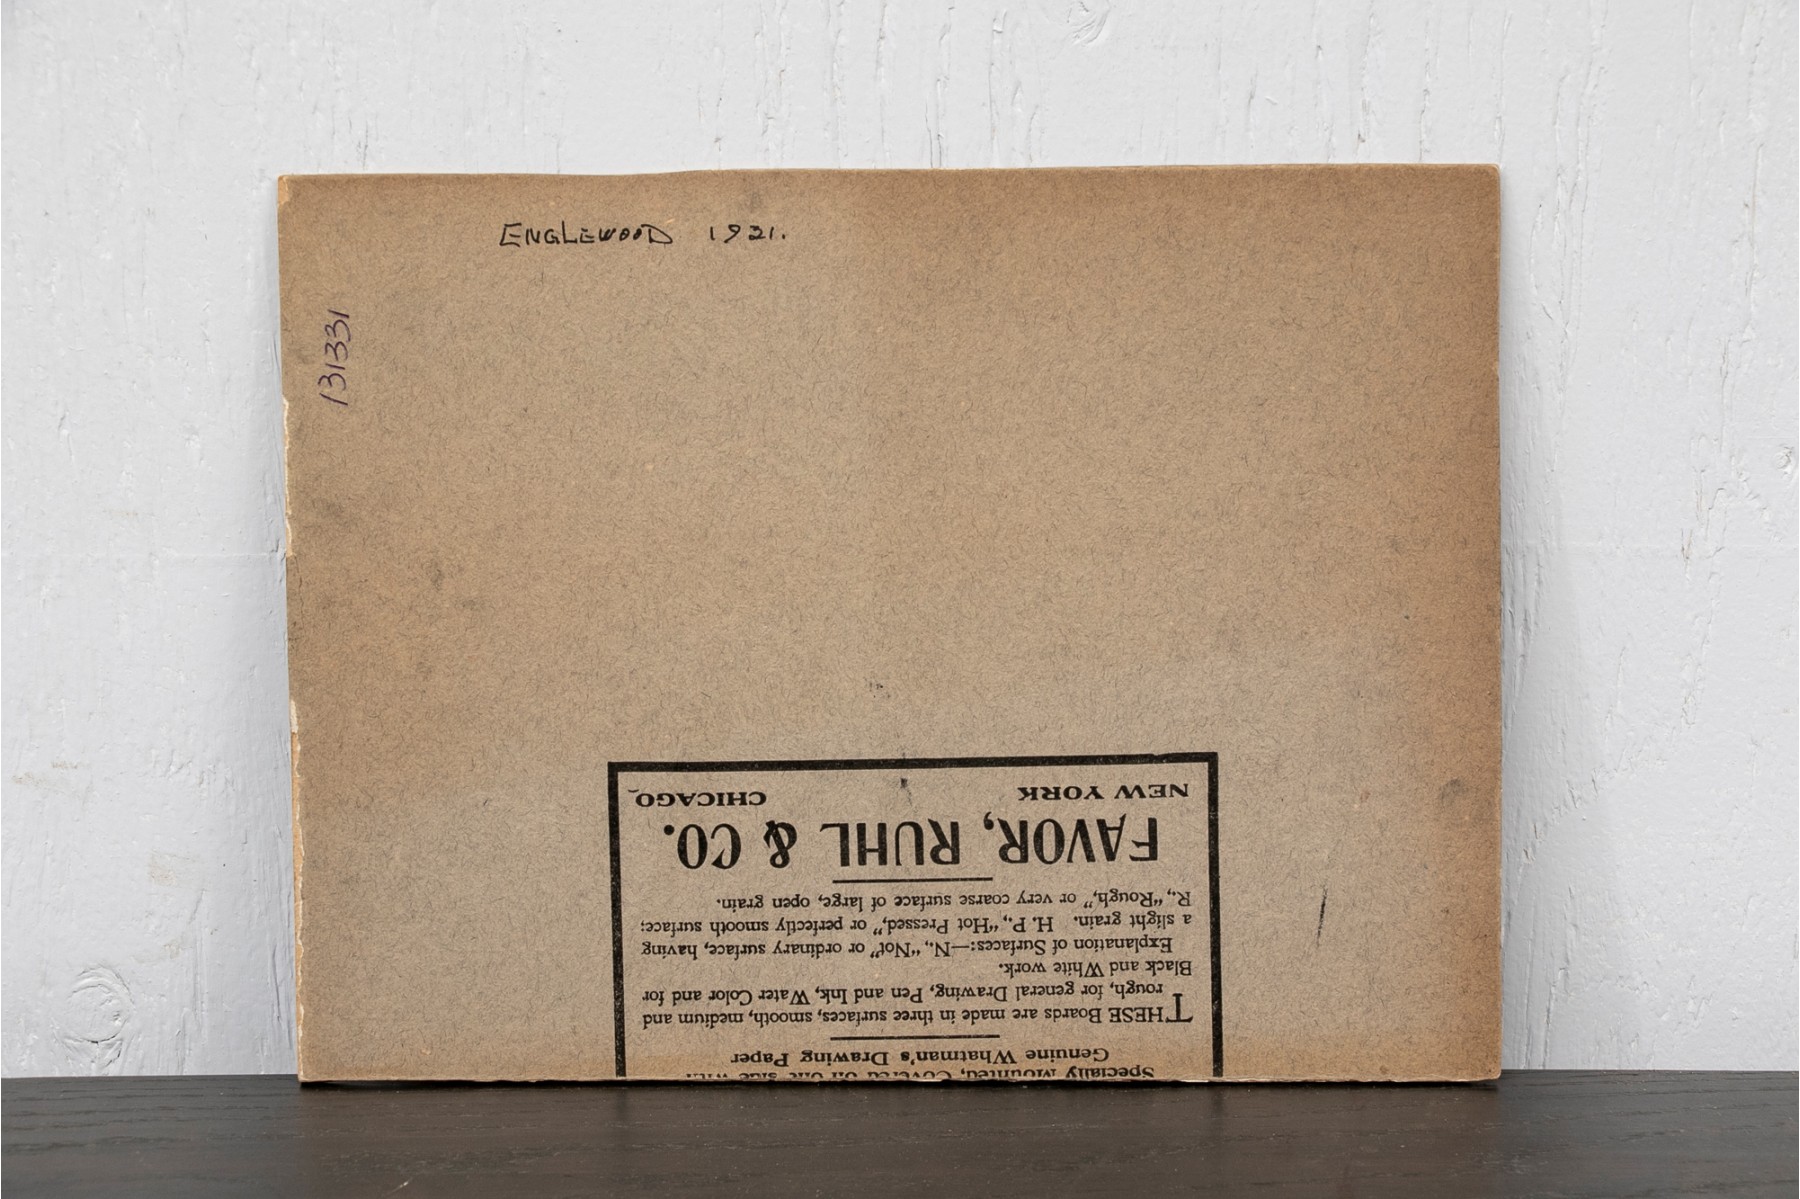 ENGLEWOOD 1921.
131331
Specially Mounted, Covered on one side with
Genuine Whatman's Drawing Paper
THESE Boards are made in three surfaces, smooth, medium and
rough, for general Drawing, Pen and Ink, Water Color and for
Black and White work.
Explanation of Surfaces:—N., "Not" or ordinary surface, having
a slight grain. H. P., "Hot Pressed," or perfectly smooth surface;
R., "Rough," or very coarse surface of large, open grain.
FAVOR, RUHL & CO.
NEW YORK CHICAGO